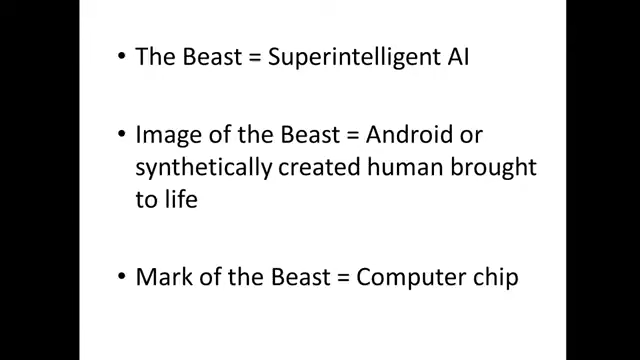 • The Beast = Superintelligent AI
• Image of the Beast = Android or
synthetically created human brought
to life
• Mark of the Beast = Computer chip